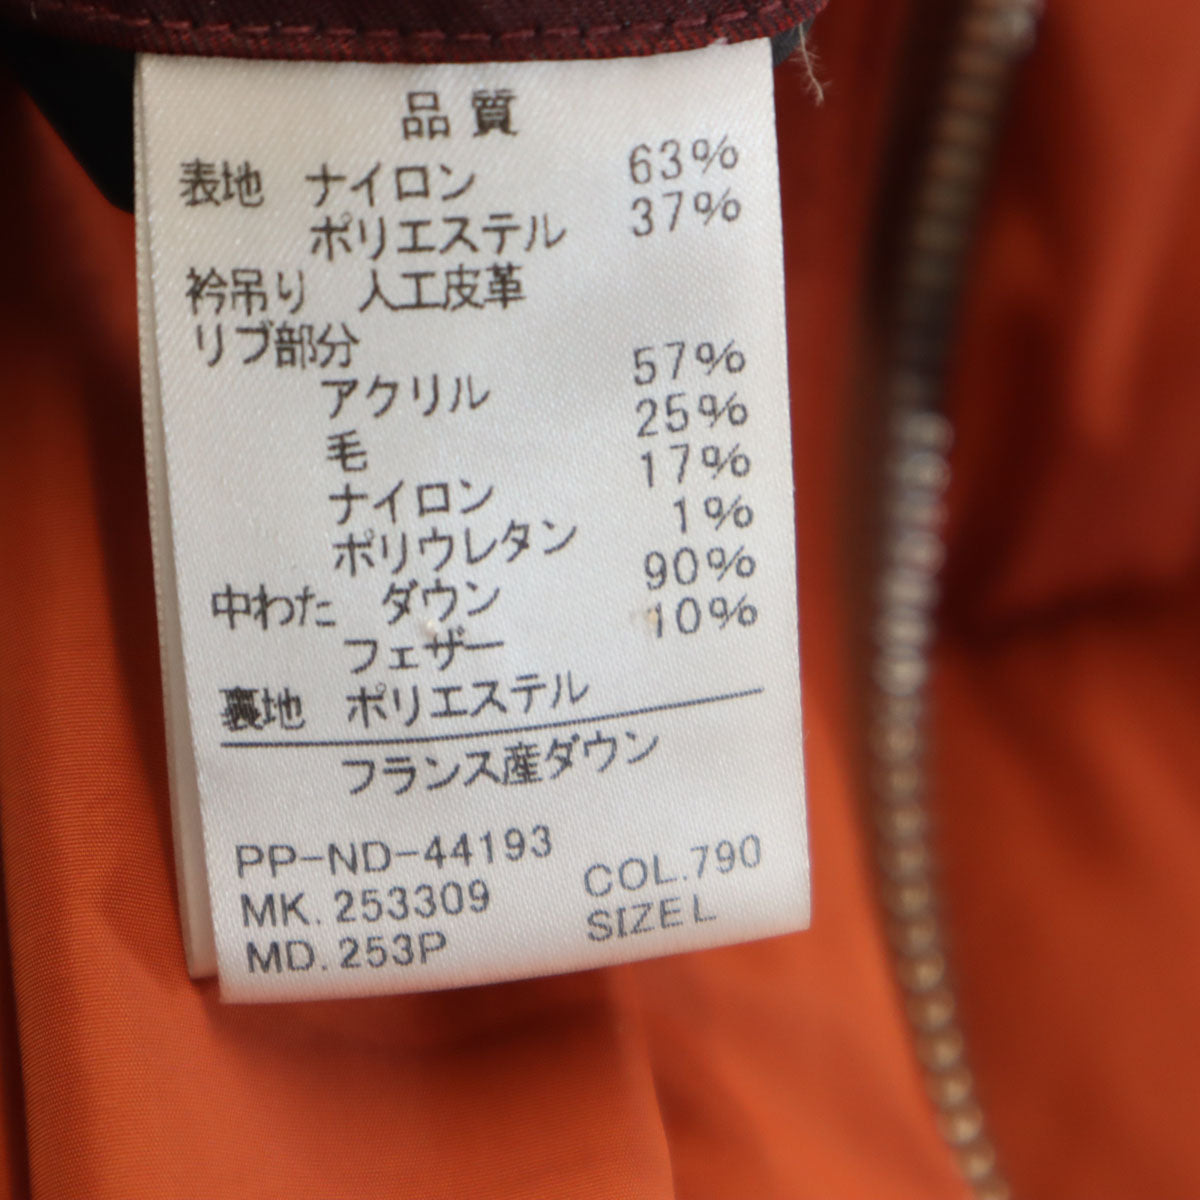 品質
表地 ナイロン 63%
ポリエステル 37%
衿吊り 人工皮革
リブ部分
アクリル 57%
毛 25%
ナイロン 17%
ポリウレタン 1%
中わた ダウン 90%
フェザー 10%
裏地 ポリエステル
フランス産ダウン
PP-ND-44193
MK. 253309 COL.790
MD. 253P SIZE L